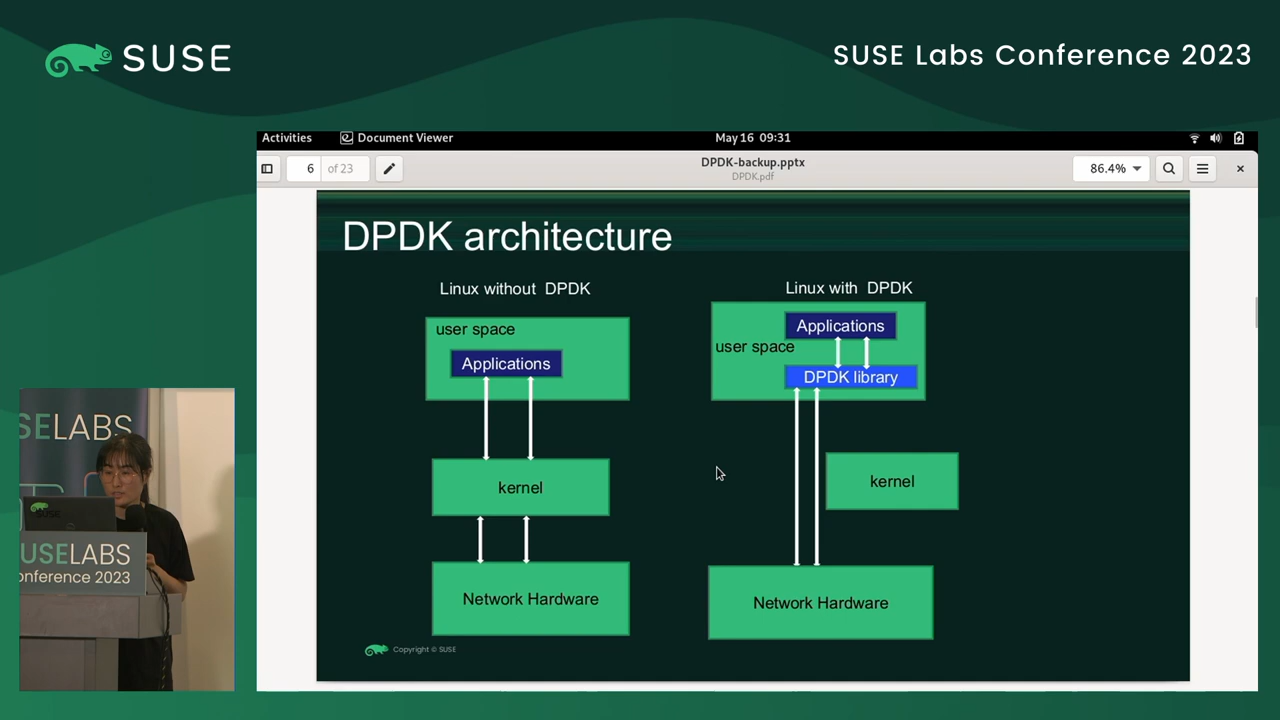 SUSE
SUSE Labs Conference 2023
Activities
Document Viewer
May 16 09:31
6
of 23
DPDK-backup.pptx
DPDK.pdf
86.4%
DPDK architecture
Linux without DPDK
Linux with DPDK
user space
Applications
kernel
Network Hardware
Applications
user space
DPDK library
kernel
Network Hardware
Copyright © SUSE
SELABS
SUSE
USELABS
onference 2023